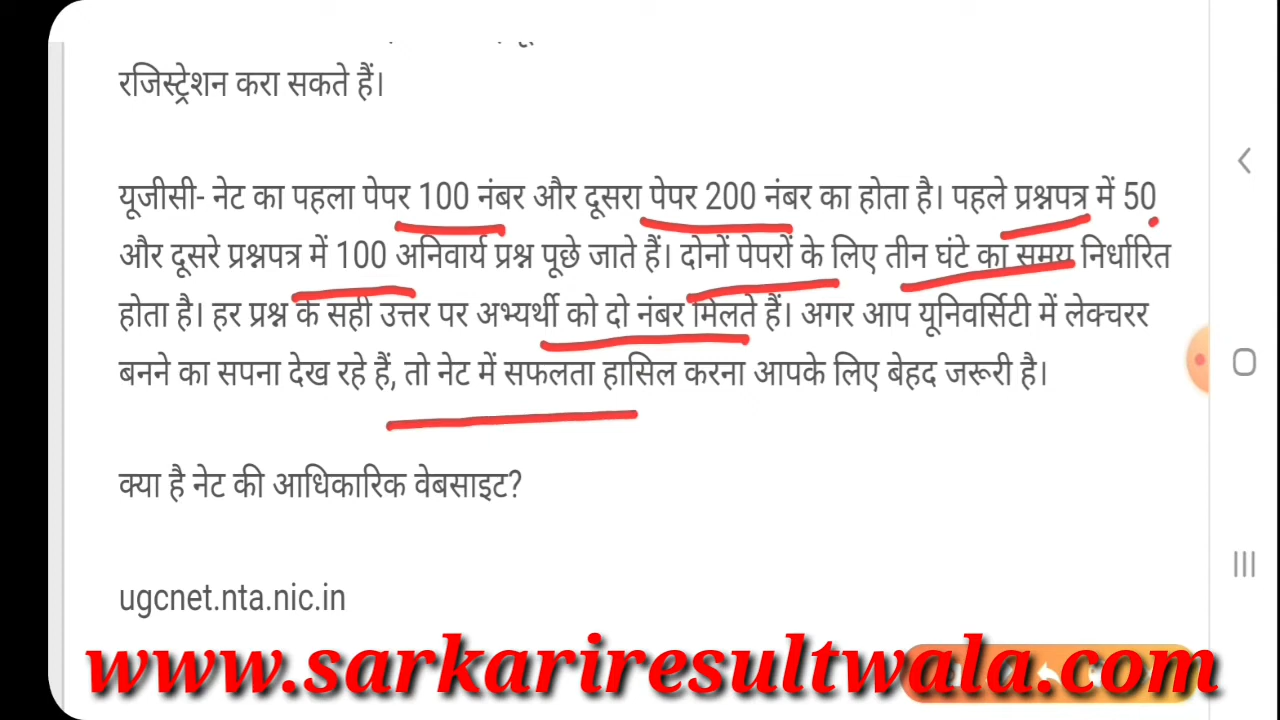 रजिस्ट्रेशन करा सकते हैं।
यूजीसी- नेट का पहला पेपर 100 नंबर और दूसरा पेपर 200 नंबर का होता है। पहले प्रश्नपत्र में 50
और दूसरे प्रश्नपत्र में 100 अनिवार्य प्रश्न पूछे जाते हैं। दोनों पेपरों के लिए तीन घंटे का समय निर्धारित
होता है। हर प्रश्न के सही उत्तर पर अभ्यर्थी को दो नंबर मिलते हैं। अगर आप यूनिवर्सिटी में लेक्चरर
बनने का सपना देख रहे हैं, तो नेट में सफलता हासिल करना आपके लिए बेहद जरूरी है।
क्या है नेट की आधिकारिक वेबसाइट?
ugcnet.nta.nic.in
www.sarkariresultwala.com